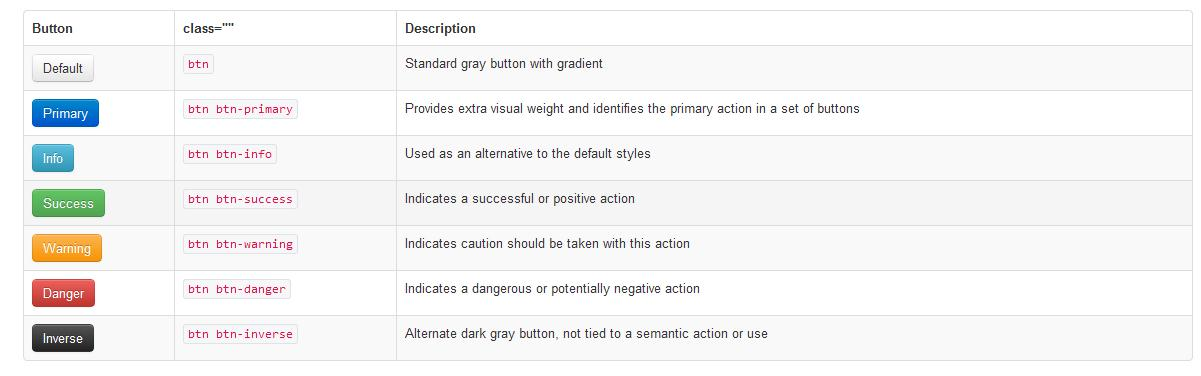 Button class="" Description
Default btn Standard gray button with gradient
Primary btn btn-primary Provides extra visual weight and identifies the primary action in a set of buttons
Info btn btn-info Used as an alternative to the default styles
Success btn btn-success Indicates a successful or positive action
Warning btn btn-warning Indicates caution should be taken with this action
Danger btn btn-danger Indicates a dangerous or potentially negative action
Inverse btn btn-inverse Alternate dark gray button, not tied to a semantic action or use